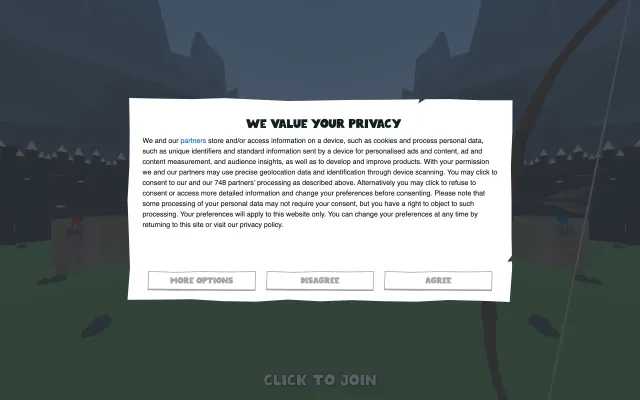 WE VALUE YOUR PRIVACY
We and our partners store and/or access information on a device, such as cookies and process personal data,
such as unique identifiers and standard information sent by a device for personalised ads and content, ad and
content measurement, and audience insights, as well as to develop and improve products. With your permission
we and our partners may use precise geolocation data and identification through device scanning. You may click to
consent to our and our 748 partners' processing as described above. Alternatively you may click to refuse to
consent or access more detailed information and change your preferences before consenting. Please note that
some processing of your personal data may not require your consent, but you have a right to object to such
processing. Your preferences will apply to this website only. You can change your preferences at any time by
returning to this site or visit our privacy policy.
MORE OPTIONS
DISAGREE
AGREE
CLICK TO JOIN